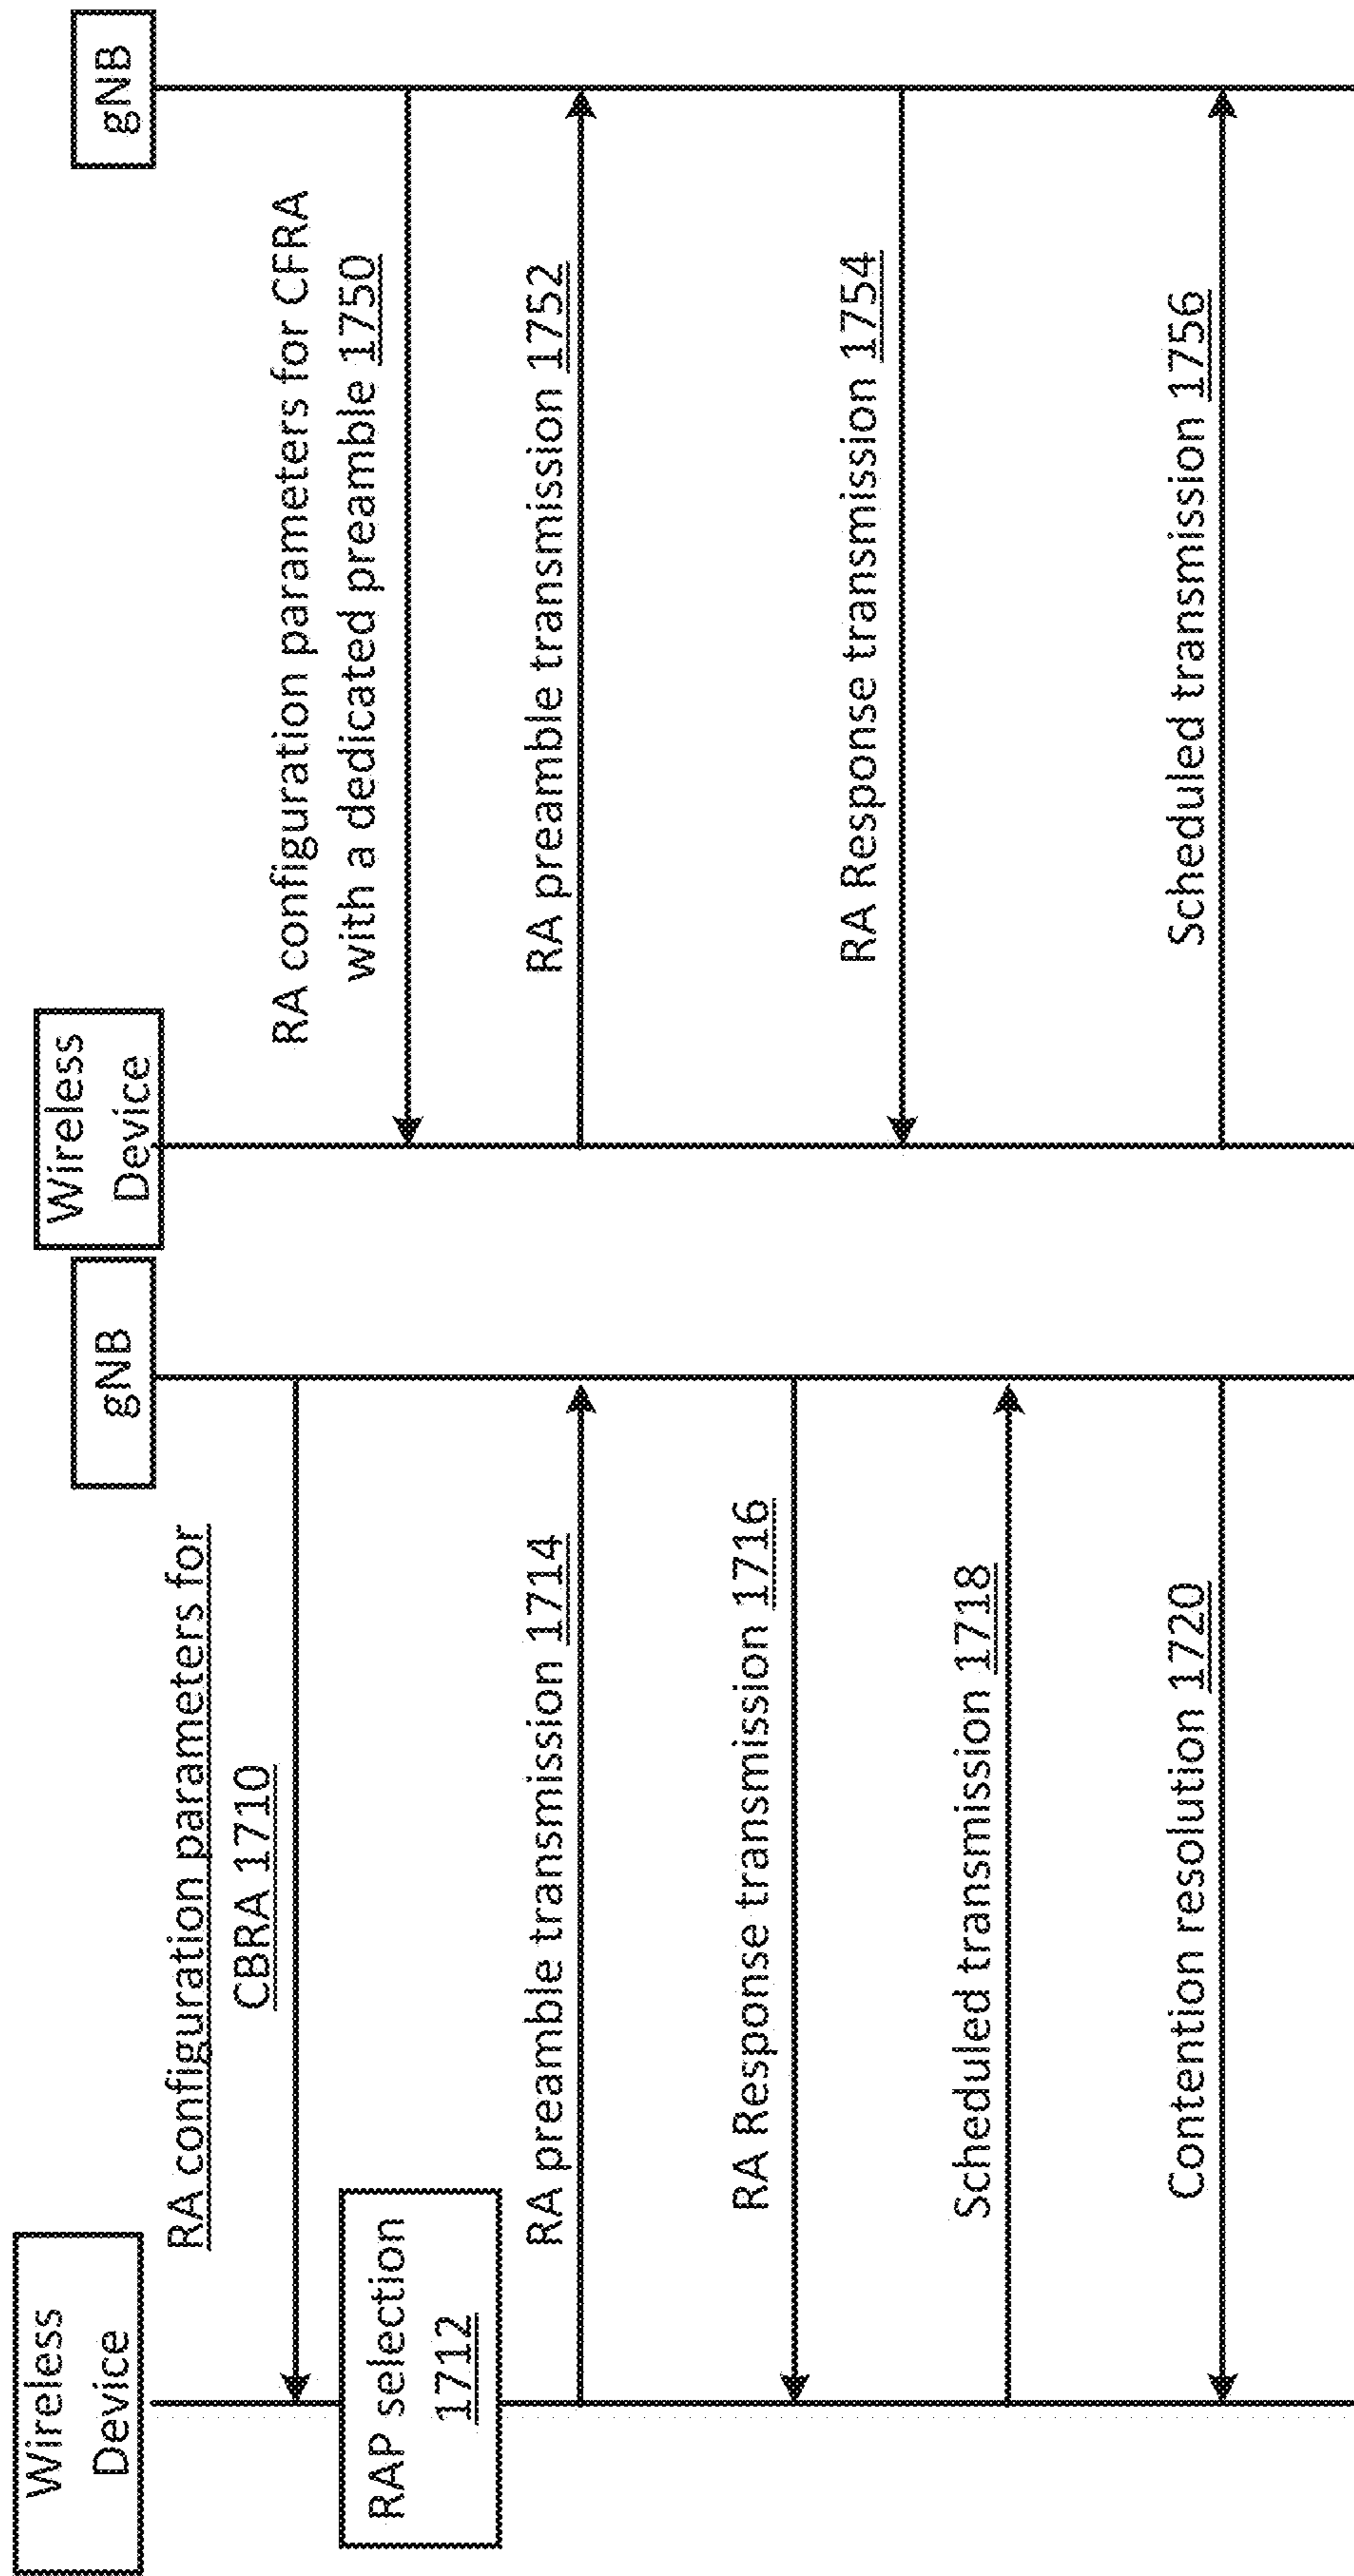 Wireless
Device
gNB
RA configuration parameters for
CBRA 1710
RAP selection
1712
RA preamble transmission 1714
RA Response transmission 1716
Scheduled transmission 1718
Contention resolution 1720
Wireless
Device
gNB
RA configuration parameters for CFRA
with a dedicated preamble 1750
RA preamble transmission 1752
RA Response transmission 1754
Scheduled transmission 1756